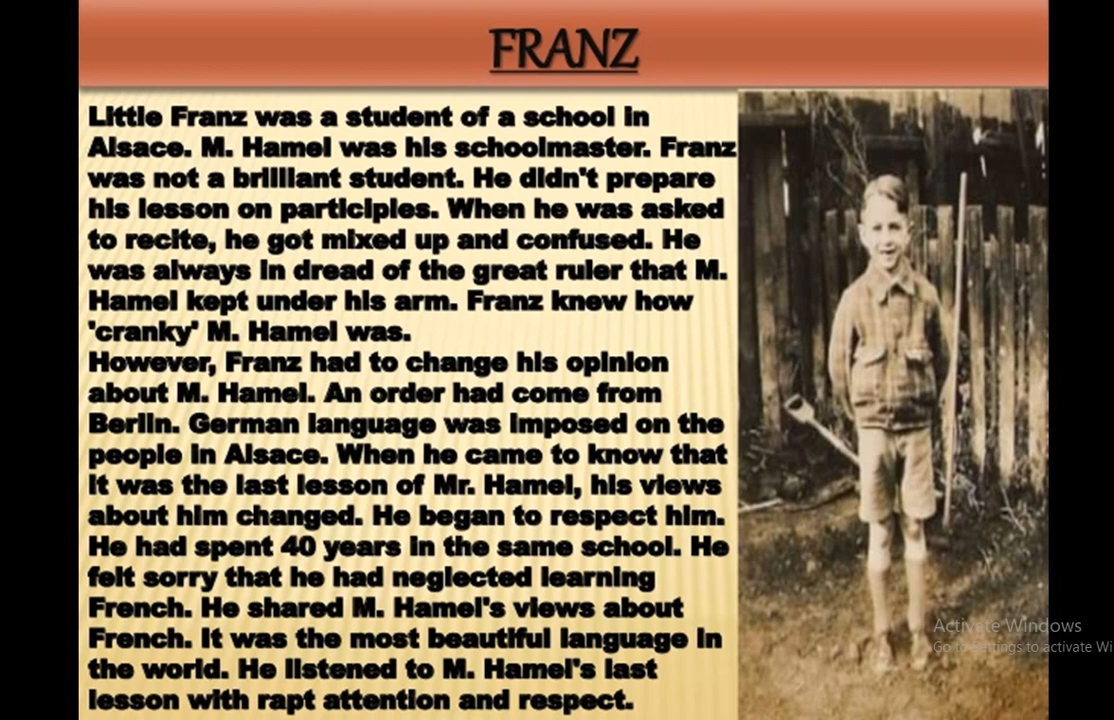 FRANZ
Little Franz was a student of a school in
Alsace. M. Hamel was his schoolmaster. Franz
was not a brilliant student. He didn't prepare
his lesson on participles. When he was asked
to recite, he got mixed up and confused. He
was always in dread of the great ruler that M.
Hamel kept under his arm. Franz knew how
'cranky' M. Hamel was.
However, Franz had to change his opinion
about M. Hamel. An order had come from
Berlin. German language was imposed on the
people in Alsace. When he came to know that
it was the last lesson of Mr. Hamel, his views
about him changed. He began to respect him.
He had spent 40 years in the same school. He
felt sorry that he had neglected learning
French. He shared M. Hamel's views about
French. It was the most beautiful language in
the world. He listened to M. Hamel's last
lesson with rapt attention and respect.
Activate Windows
Go to Settings to activate Wi